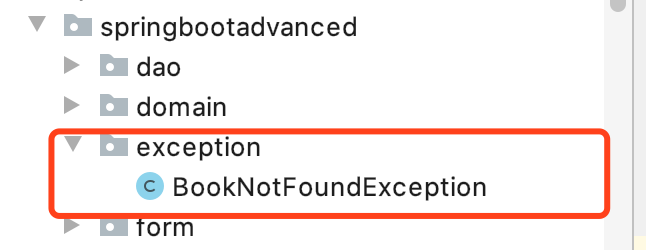 springbootadvanced
dao
domain
exception
C BookNotFoundException
form